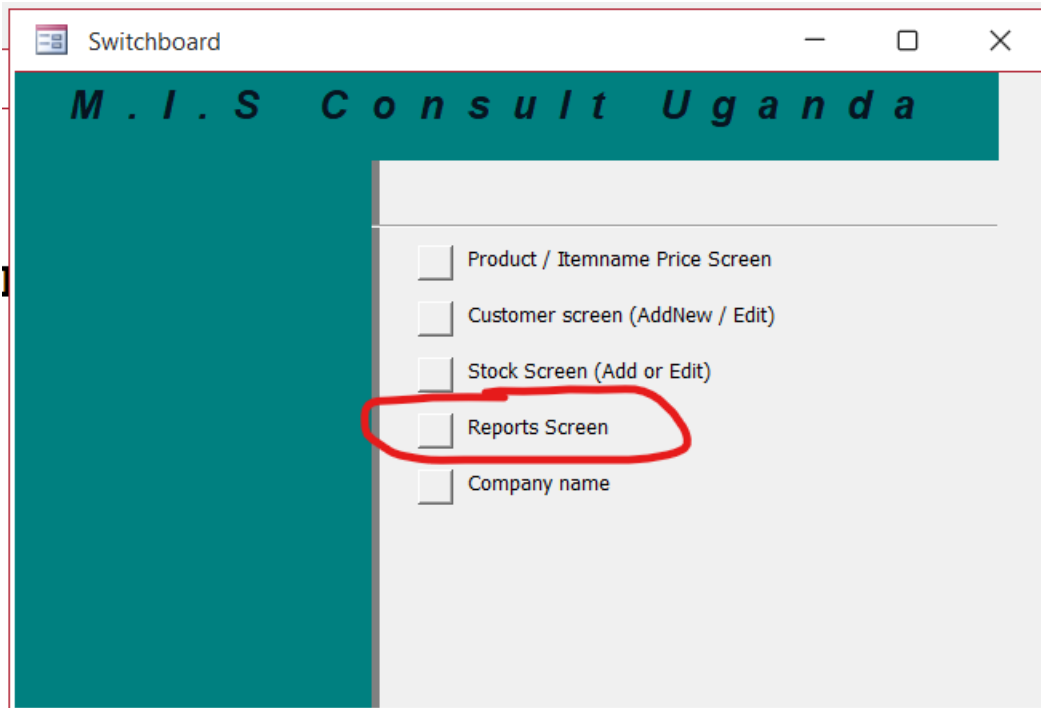 Switchboard
M.I.S Consult Uganda
Product / Itemname Price Screen
Customer screen (AddNew / Edit)
Stock Screen (Add or Edit)
Reports Screen
Company name